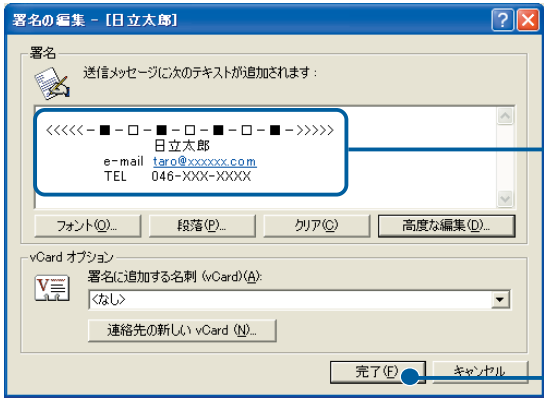 署名の編集 - [日立太郎]
署名
送信メッセージに次のテキストが追加されます:
<<<<<-■-□-■-□-■-□-■->>>>>
日立太郎
e-mail taro@xxxxxx.com
TEL 046-XXX-XXXX
フォント(O)... 段落(P)... クリア(C) 高度な編集(D)...
vCard オプション
署名に追加する名刺 (vCard)(A):
<なし>
連絡先の新しい vCard (N)...
完了(F) キャンセル